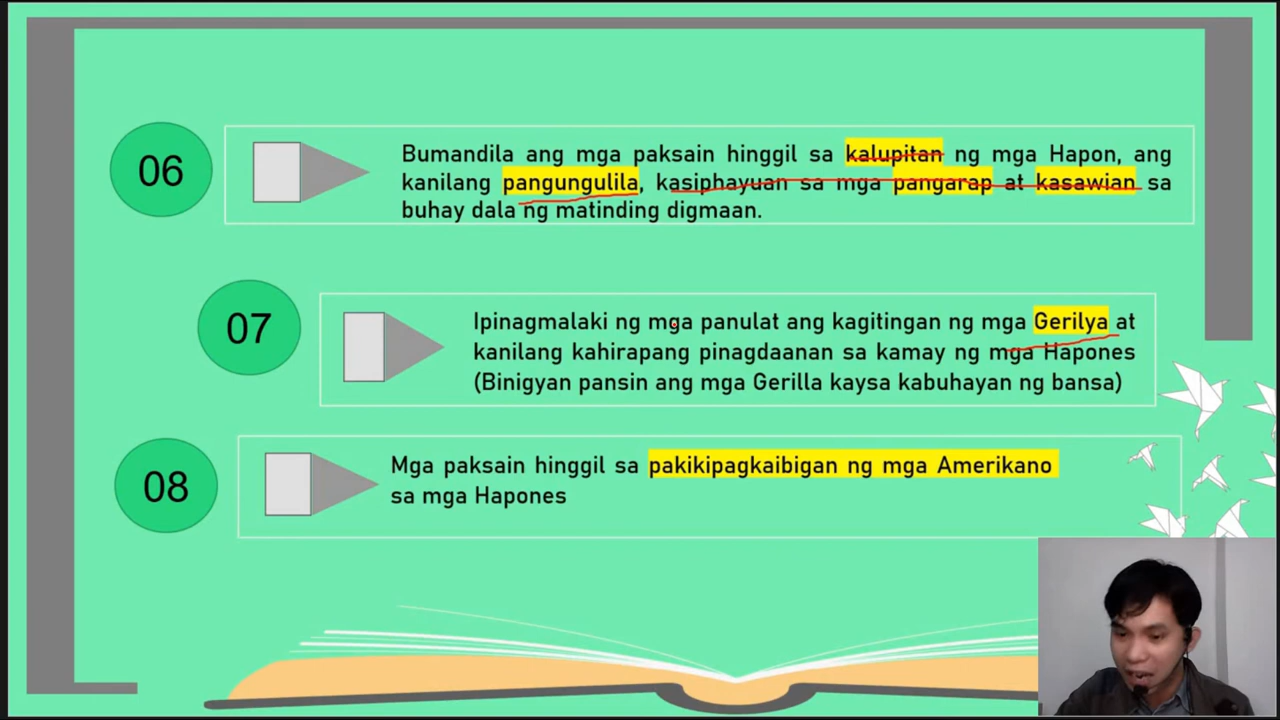 06
Bumandila ang mga paksain hinggil sa kalupitan ng mga Hapon, ang
kanilang pangungulila, kasiphayuan sa mga pangarap at kasawian sa
buhay dala ng matinding digmaan.
07
Ipinagmalaki ng mga panulat ang kagitingan ng mga Gerilya at
kanilang kahirapang pinagdaanan sa kamay ng mga Hapones
(Binigyan pansin ang mga Gerilla kaysa kabuhayan ng bansa)
08
Mga paksain hinggil sa pakikipagkaibigan ng mga Amerikano
sa mga Hapones